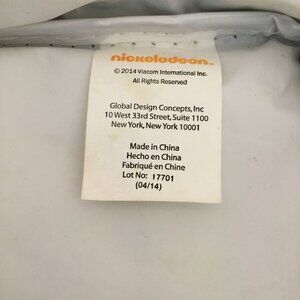 nickelodeon™
© 2014 Viacom International Inc.
All Rights Reserved
Global Design Concepts, Inc
10 West 33rd Street, Suite 1100
New York, New York 10001
Made in China
Hecho en China
Fabriqué en Chine
Lot No: 17701
(04/14)